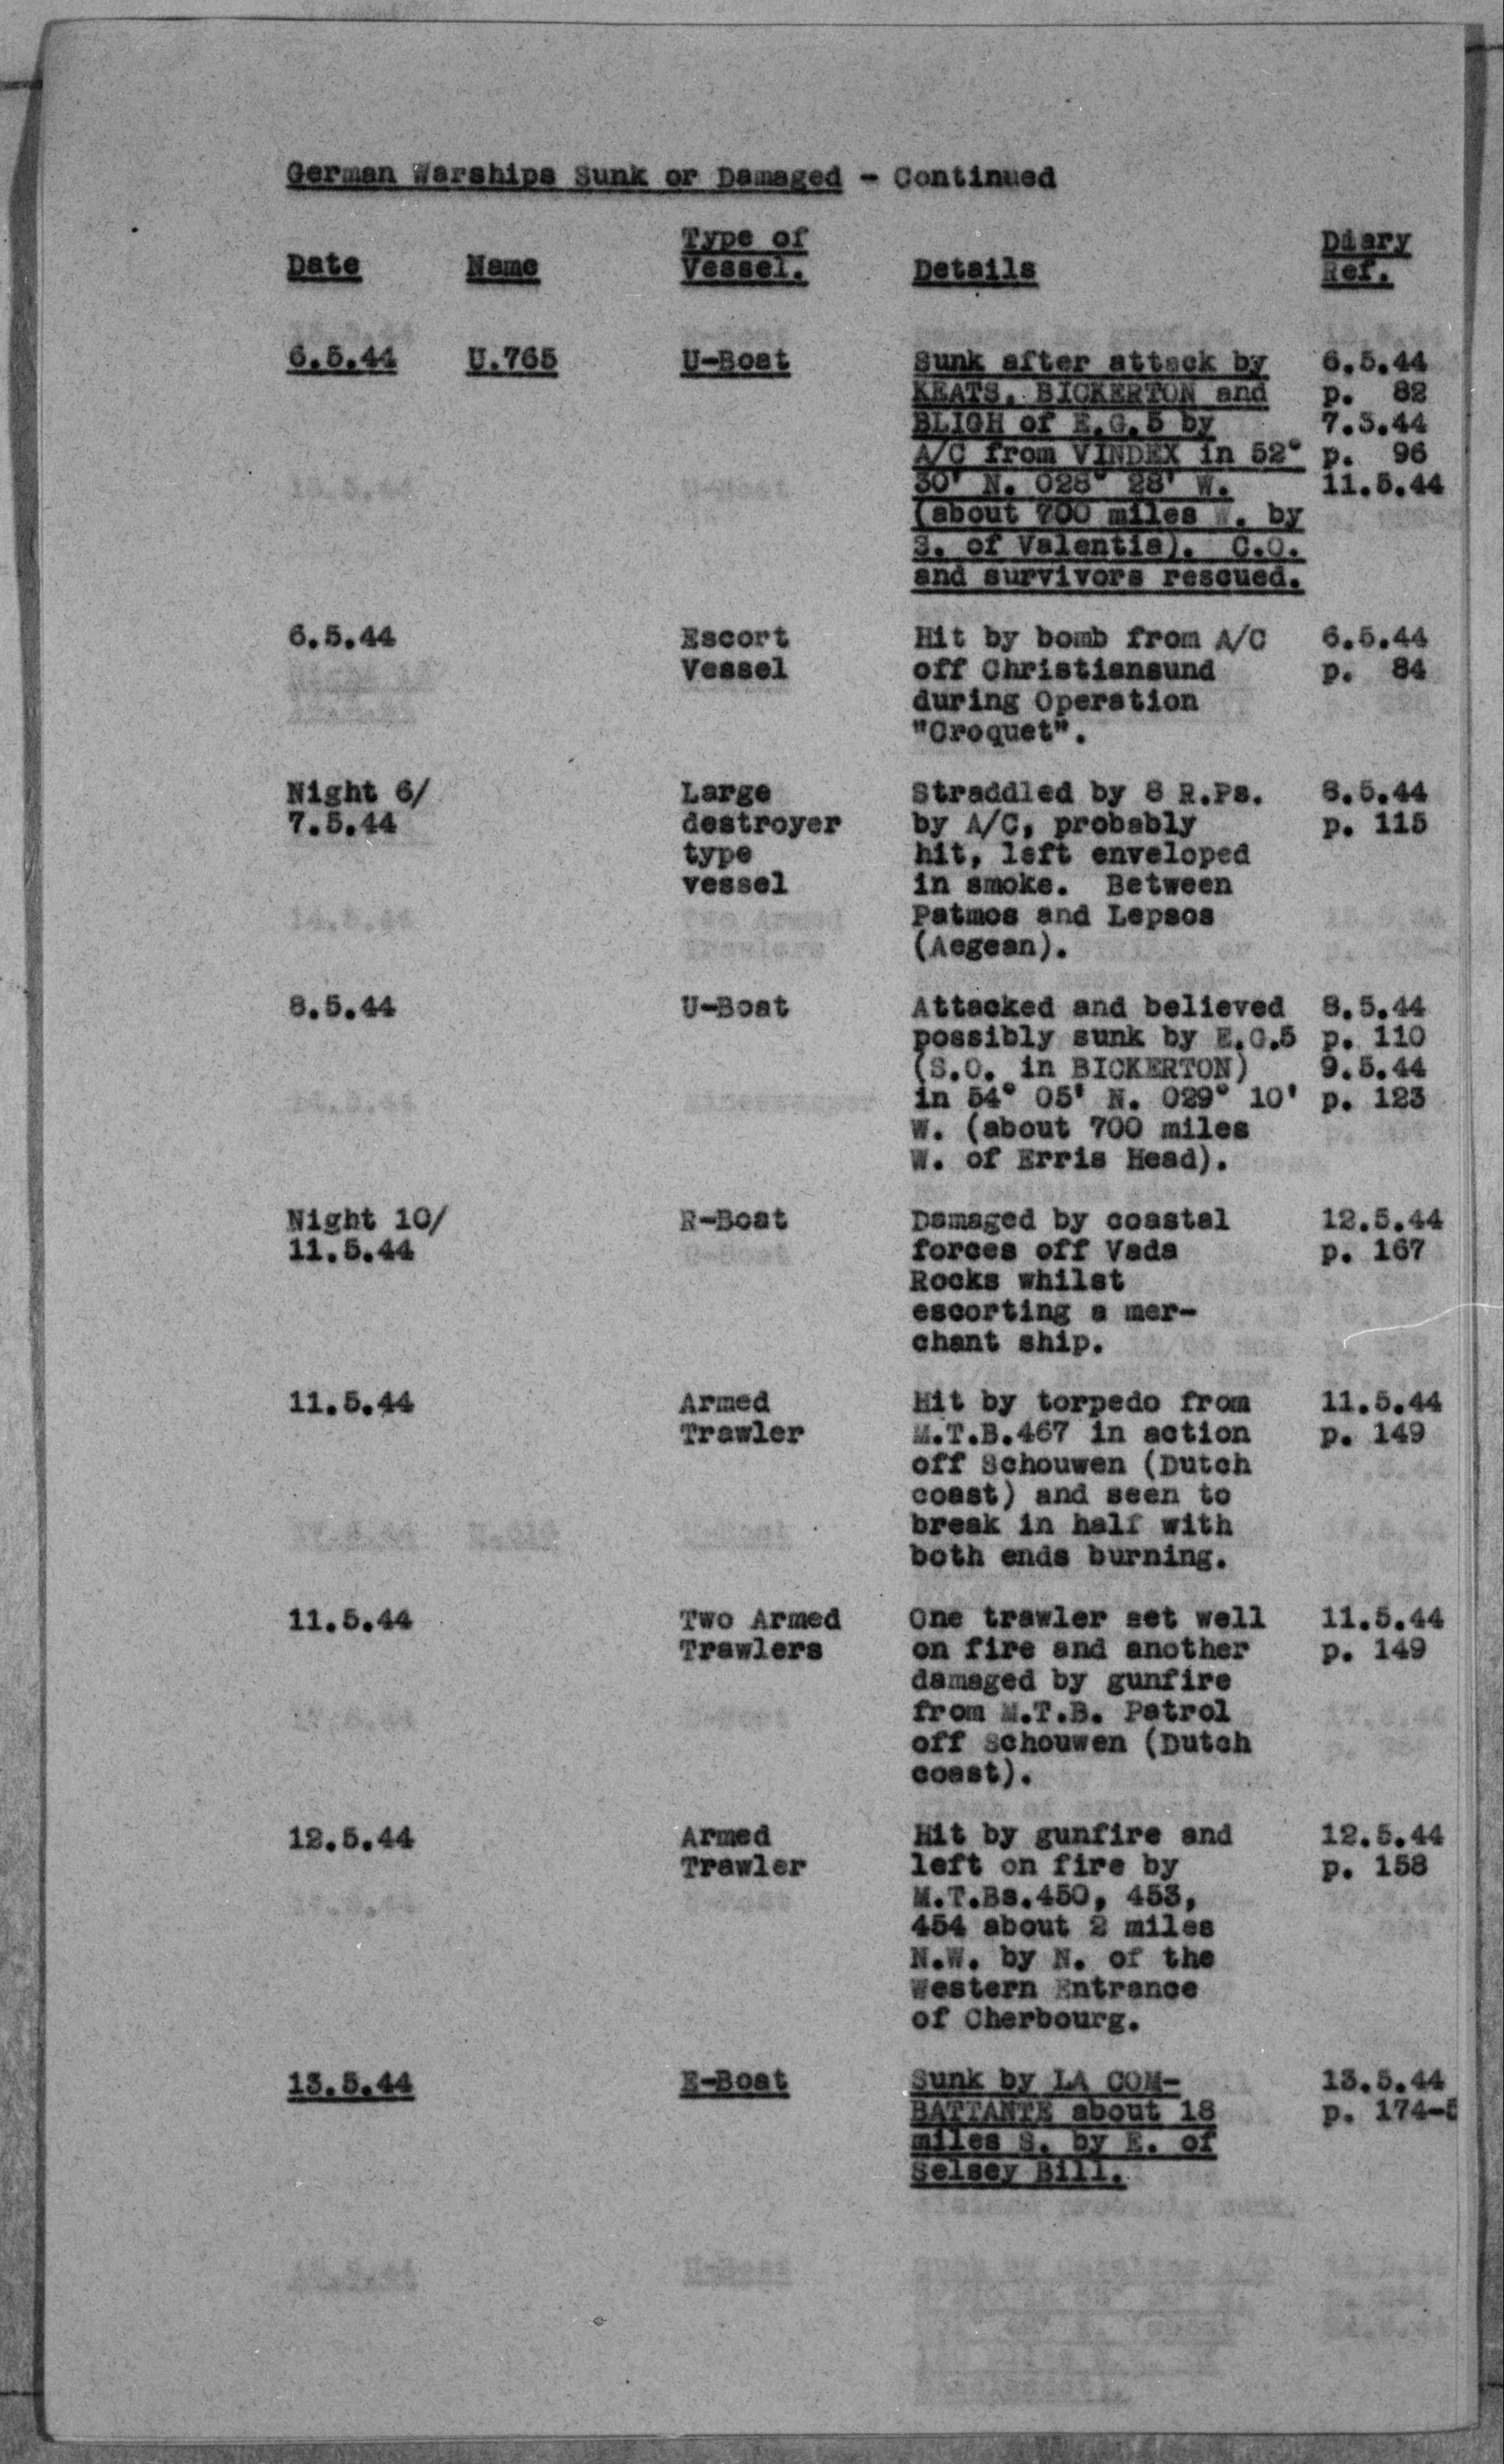 German Warships Sunk or Damaged - Continued
Date Name Type of Vessel. Details Diary Ref.
6.5.44 U.765 U-Boat Sunk after attack by 6.5.44
KEATS, BICKERTON and p. 82
BLIGH of E.G.5 by 7.5.44
A/C from VINDEX in 52° p. 96
30' N. 028° 28' W. 11.5.44
(about 700 miles W. by
S. of Valentia). C.O.
and survivors rescued.
6.5.44 Escort Hit by bomb from A/C 6.5.44
Vessel off Christiansund p. 84
during Operation
"Croquet".
Night 6/ Large Straddled by 8 R.Ps. 8.5.44
7.5.44 destroyer by A/C, probably p. 115
type hit, left enveloped
vessel in smoke. Between
Patmos and Lepsos
(Aegean).
8.5.44 U-Boat Attacked and believed 8.5.44
possibly sunk by E.G.5 p. 110
(S.O. in BICKERTON) 9.5.44
in 54° 05' N. 029° 10' p. 123
W. (about 700 miles
W. of Erris Head).
Night 10/ R-Boat Damaged by coastal 12.5.44
11.5.44 forces off Vada p. 167
Rocks whilst
escorting a mer-
chant ship.
11.5.44 Armed Hit by torpedo from 11.5.44
Trawler M.T.B.467 in action p. 149
off Schouwen (Dutch
coast) and seen to
break in half with
both ends burning.
11.5.44 Two Armed One trawler set well 11.5.44
Trawlers on fire and another p. 149
damaged by gunfire
from M.T.B. Patrol
off Schouwen (Dutch
coast).
12.5.44 Armed Hit by gunfire and 12.5.44
Trawler left on fire by p. 158
M.T.Bs.450, 453,
454 about 2 miles
N.W. by N. of the
Western Entrance
of Cherbourg.
13.5.44 E-Boat Sunk by LA COM- 13.5.44
BATTANTE about 18 p. 174-5
miles S. by E. of
Selsey Bill.